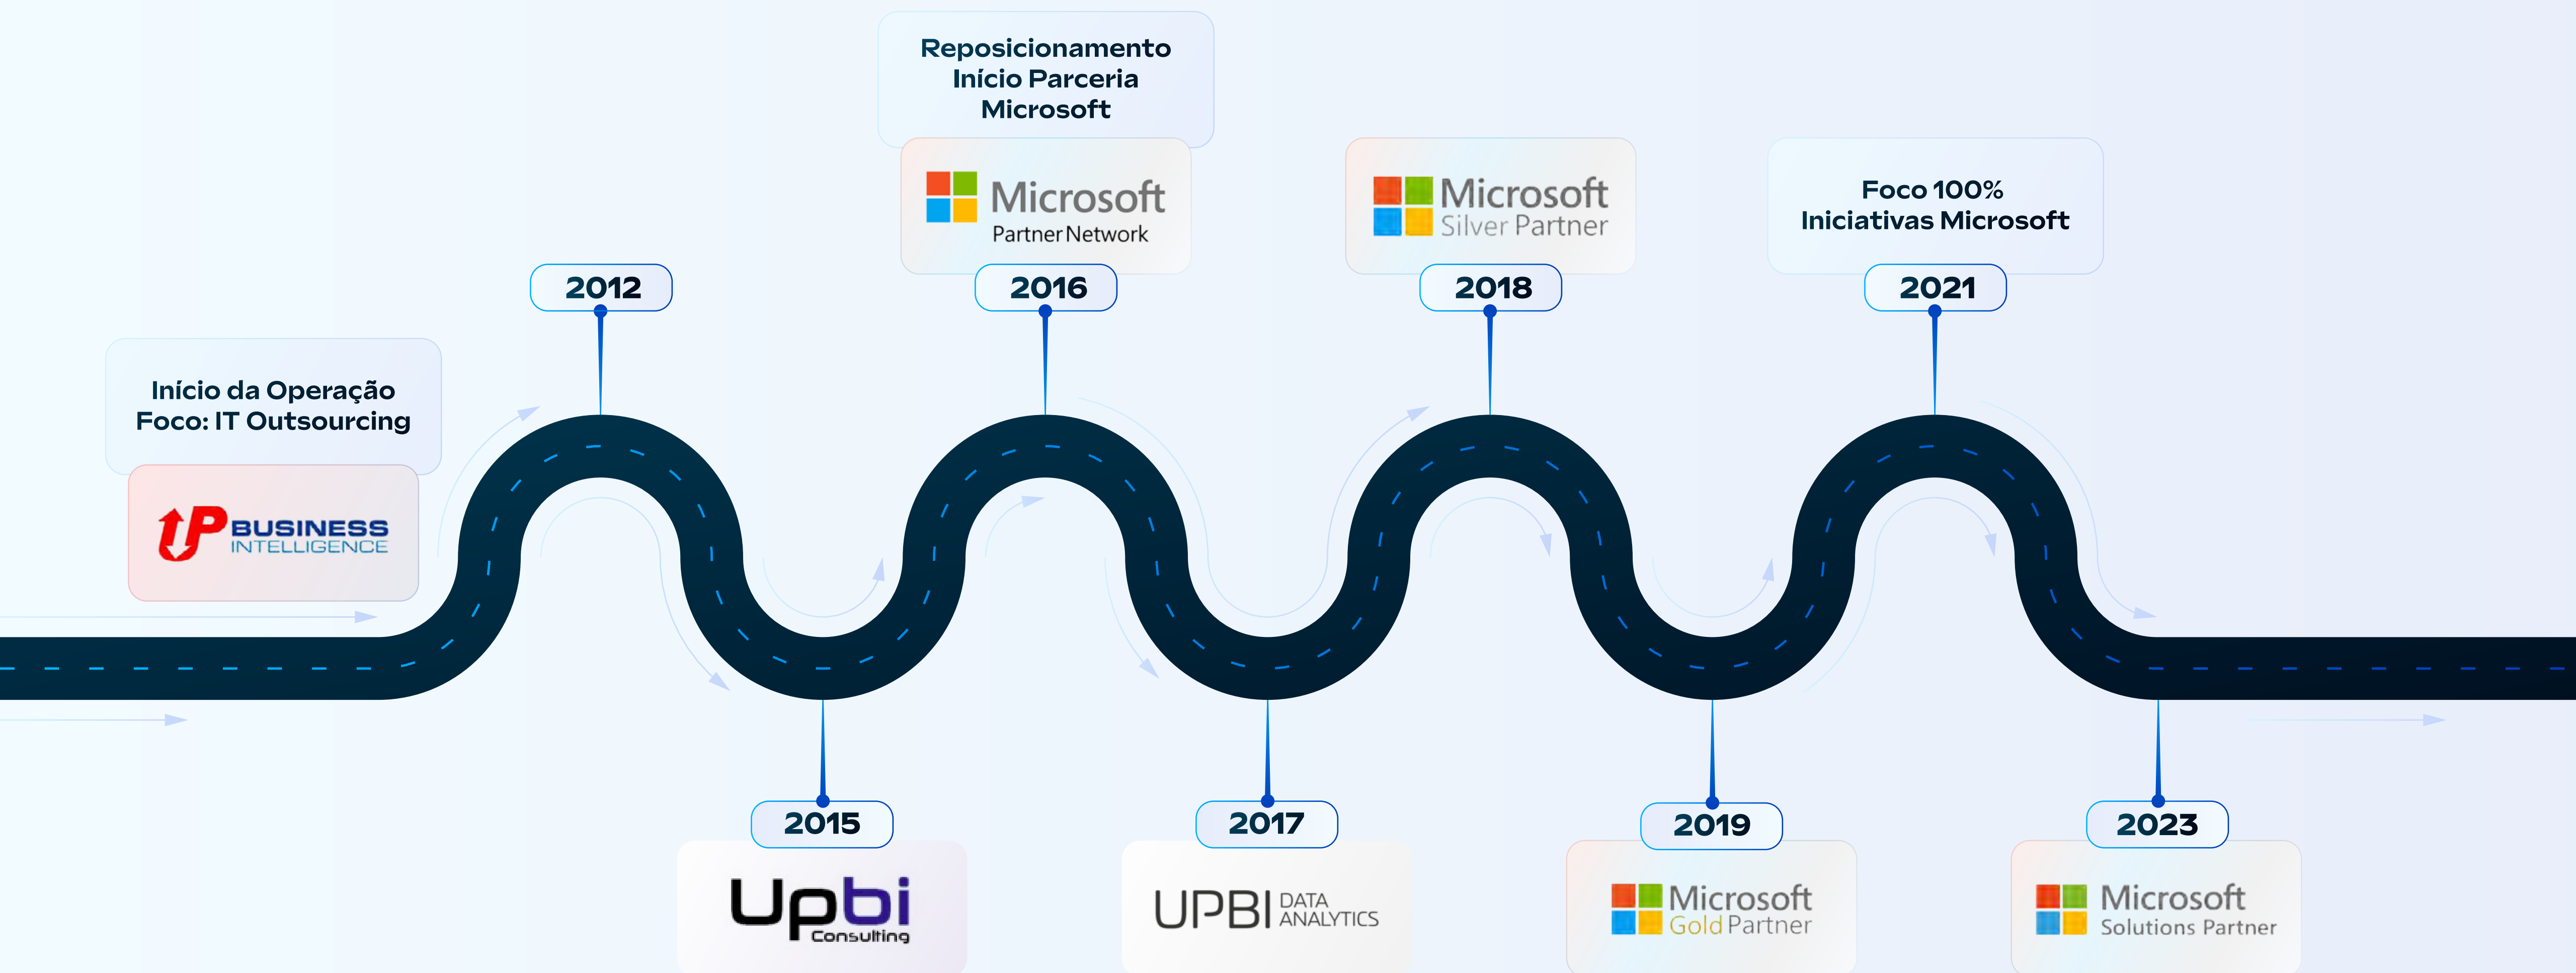 Início da Operação
Foco: IT Outsourcing
UP BUSINESS
INTELLIGENCE
2012
2015
Upbi
Consulting
Reposicionamento
Início Parceria
Microsoft
Microsoft
Partner Network
2016
2017
UPBI DATA
ANALYTICS
Microsoft
Silver Partner
2018
2019
Microsoft
Gold Partner
Foco 100%
Iniciativas Microsoft
2021
2023
Microsoft
Solutions Partner